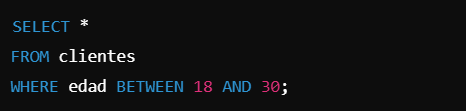 SELECT *
FROM clientes
WHERE edad BETWEEN 18 AND 30;